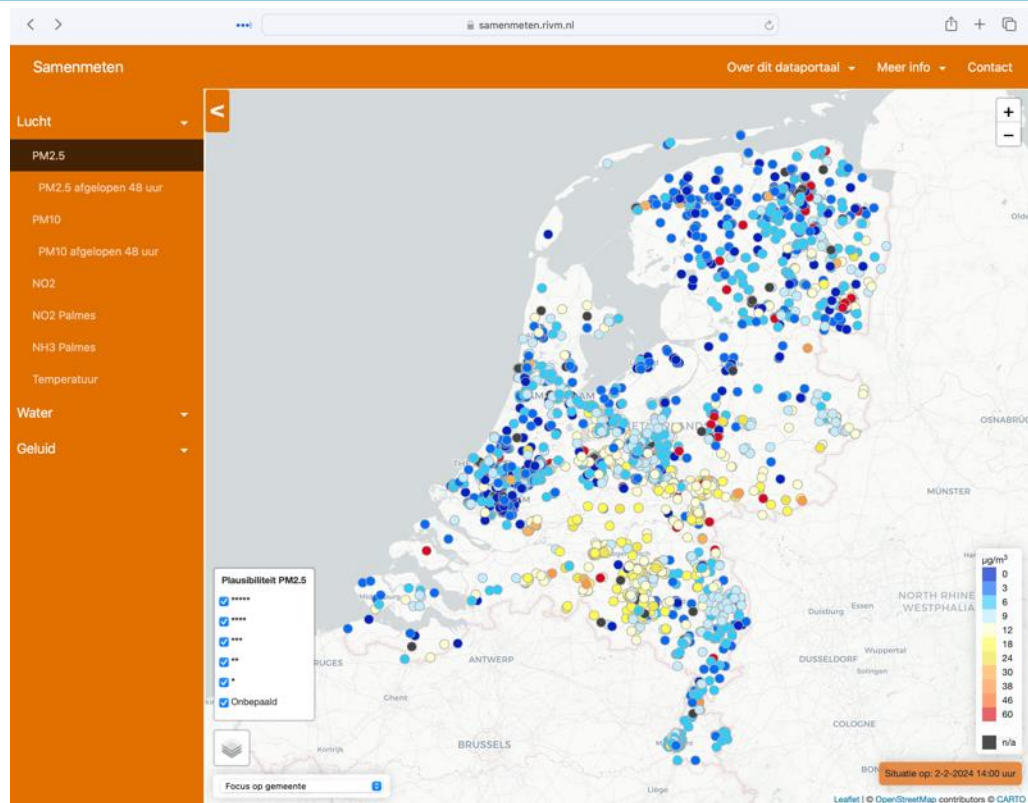 samenmeten.rivm.nl
Samenmeten
Over dit dataportaal
Meer info
Contact
Lucht
PM2.5
PM2.5 afgelopen 48 uur
PM10
PM10 afgelopen 48 uur
NO2
NO2 Palmes
NH3 Palmes
Temperatuur
Water
Geluid
+
−
<
OSNABRÜC
MÜNSTER
NORTH RHINE
WESTPHALIA
Duisburg
Essen
Wuppertal
DUSSELDORF
Solingen
COLOGNE
ANTWERP
RUGES
Ghent
BRUSSELS
Kortrijk
Liège
Plausibiliteit PM2.5
*****
****
***
**
*
Onbepaald
Focus op gemeente
µg/m³
0
3
6
9
12
18
24
30
38
46
60
n/a
Situatie op: 2-2-2024 14:00 uur
Leaflet | © OpenStreetMap contributors © CARTO